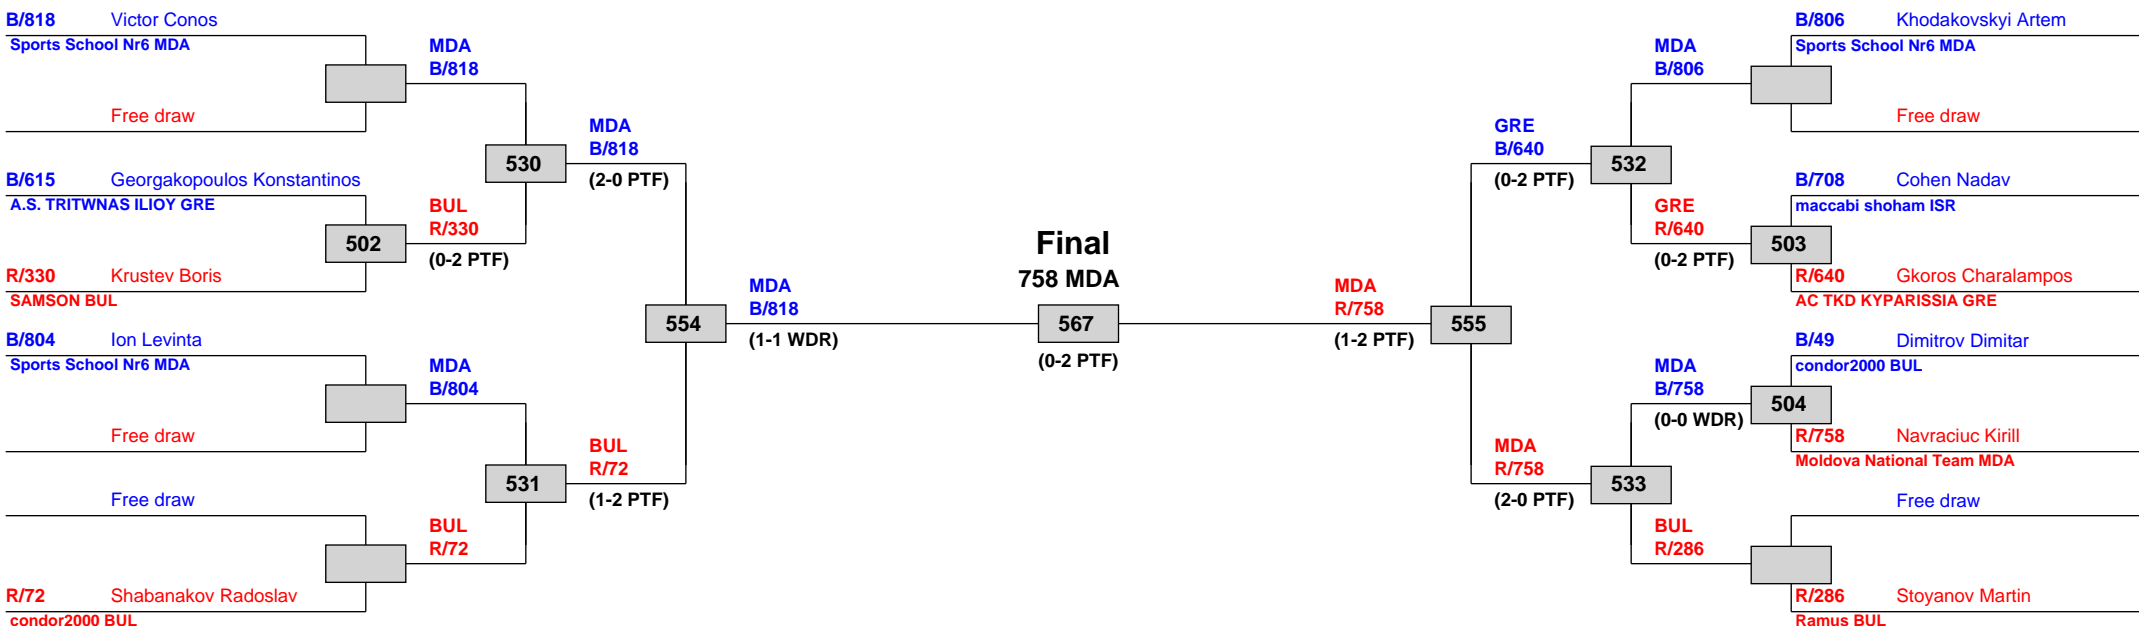 B/818 Victor Conos
Sports School Nr6 MDA
Free draw
MDA
B/818
B/615 Georgakopoulos Konstantinos
A.S. TRITWNAS ILIOY GRE
502
R/330 Krustev Boris
SAMSON BUL
BUL
R/330
(0-2 PTF)
530
MDA
B/818
(2-0 PTF)
B/804 Ion Levinta
Sports School Nr6 MDA
Free draw
MDA
B/804
Free draw
R/72 Shabanakov Radoslav
condor2000 BUL
BUL
R/72
531
BUL
R/72
(1-2 PTF)
554
MDA
B/818
(1-1 WDR)
Final
758 MDA
567
(0-2 PTF)
MDA
R/758
(1-2 PTF)
555
GRE
B/640
(0-2 PTF)
532
MDA
B/806
B/806 Khodakovskyi Artem
Sports School Nr6 MDA
Free draw
GRE
R/640
(0-2 PTF)
B/708 Cohen Nadav
maccabi shoham ISR
503
R/640 Gkoros Charalampos
AC TKD KYPARISSIA GRE
MDA
R/758
(2-0 PTF)
533
MDA
B/758
(0-0 WDR)
B/49 Dimitrov Dimitar
condor2000 BUL
504
R/758 Navraciuc Kirill
Moldova National Team MDA
BUL
R/286
Free draw
R/286 Stoyanov Martin
Ramus BUL